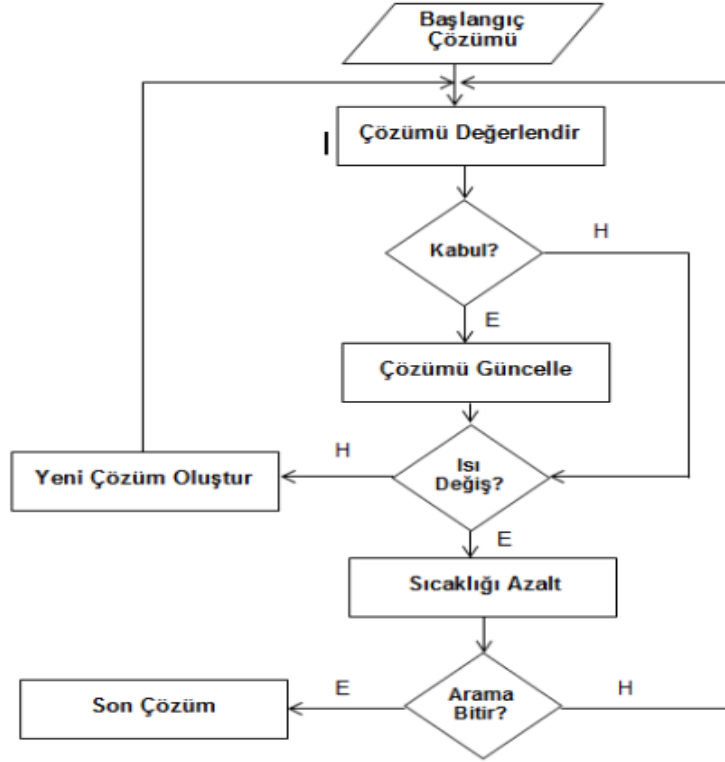 Başlangıç
Çözümü
Çözümü Değerlendir
Kabul?
H
E
Çözümü Güncelle
Isı
Değiş?
H
Yeni Çözüm Oluştur
E
Sıcaklığı Azalt
Arama
Bitir?
E
H
Son Çözüm